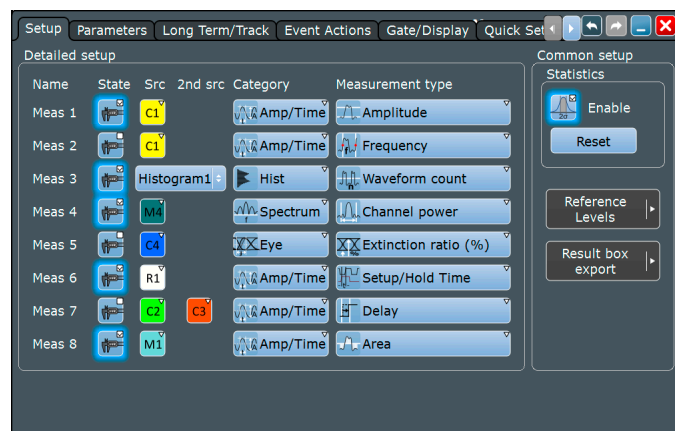 Setup Parameters Long Term/Track Event Actions Gate/Display Quick Set
Detailed setup
Name State Src 2nd src Category Measurement type
Meas 1 C1 Amp/Time Amplitude
Meas 2 C1 Amp/Time Frequency
Meas 3 Histogram1 Hist Waveform count
Meas 4 M4 Spectrum Channel power
Meas 5 C4 Eye Extinction ratio (%)
Meas 6 R1 Amp/Time Setup/Hold Time
Meas 7 C2 C3 Amp/Time Delay
Meas 8 M1 Amp/Time Area
Common setup
Statistics
2σ Enable
Reset
Reference
Levels
Result box
export